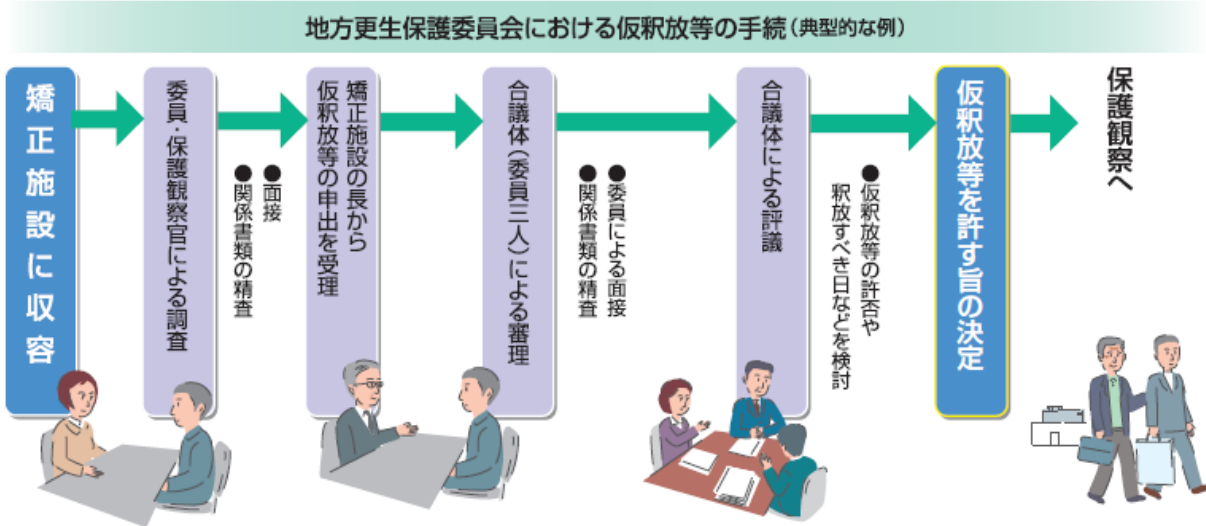 地方更生保護委員会における仮釈放等の手続(典型的な例)
矯正施設に収容
委員・保護観察官による調査
●面接
●関係書類の精査
矯正施設の長から
仮釈放等の申出を受理
合議体(委員三人)による審理
●委員による面接
●関係書類の精査
合議体による評議
●仮釈放等の許否や
釈放すべき日などを検討
仮釈放等を許す旨の決定
保護観察へ